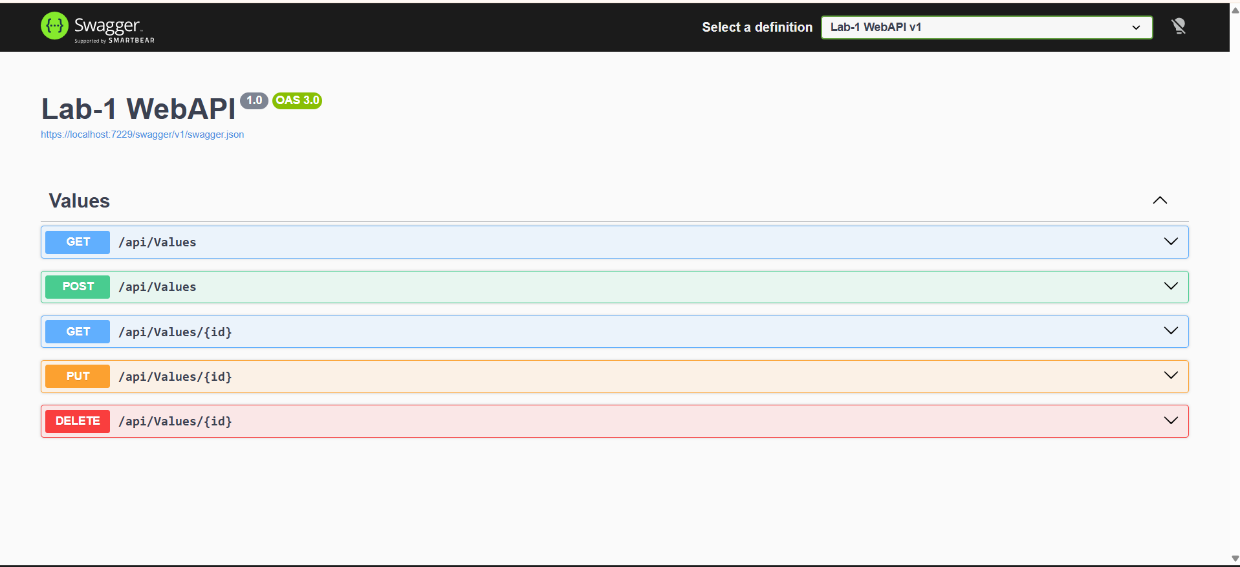 Swagger
Supported by SMARTBEAR
Select a definition
Lab-1 WebAPI v1
Lab-1 WebAPI 1.0 OAS 3.0
https://localhost:7229/swagger/v1/swagger.json
Values
GET /api/Values
POST /api/Values
GET /api/Values/{id}
PUT /api/Values/{id}
DELETE /api/Values/{id}